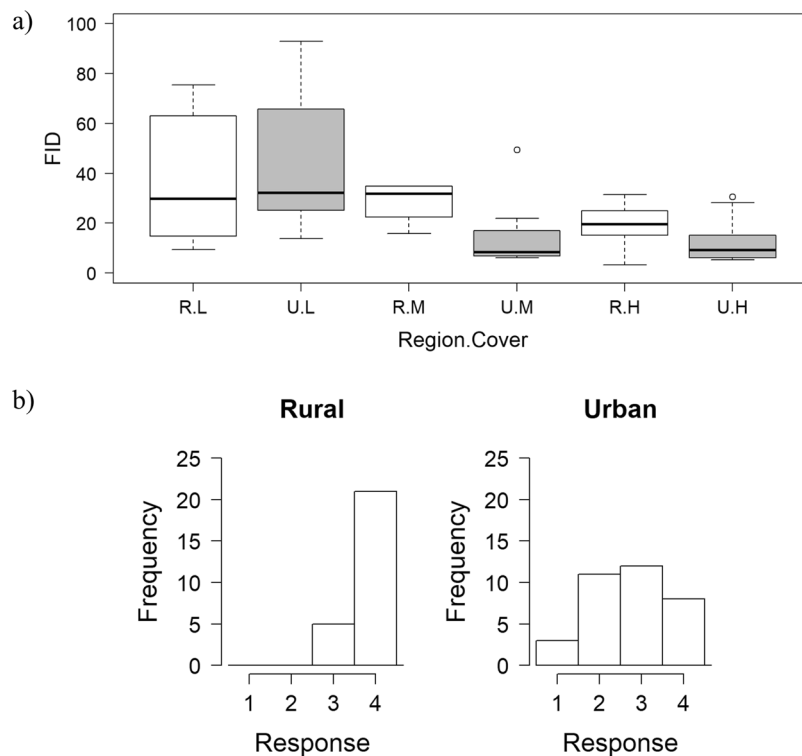 a)
FID
100
80
60
40
20
0
R.L U.L R.M U.M R.H U.H
Region.Cover
b)
Rural
Frequency
25
20
15
10
5
0
1 2 3 4
Response
Urban
Frequency
25
20
15
10
5
0
1 2 3 4
Response